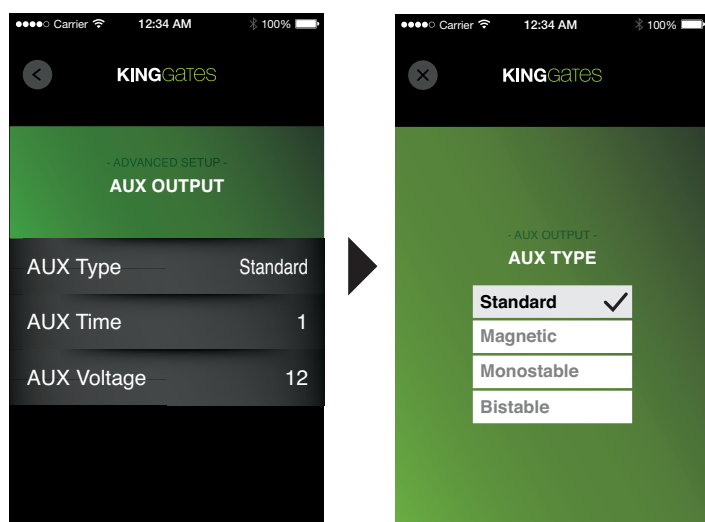 Carrier 12:34 AM 100%
KINGGATES
- ADVANCED SETUP -
AUX OUTPUT
AUX Type Standard
AUX Time 1
AUX Voltage 12
Carrier 12:34 AM 100%
KINGGATES
- AUX OUTPUT -
AUX TYPE
Standard
Magnetic
Monostable
Bistable